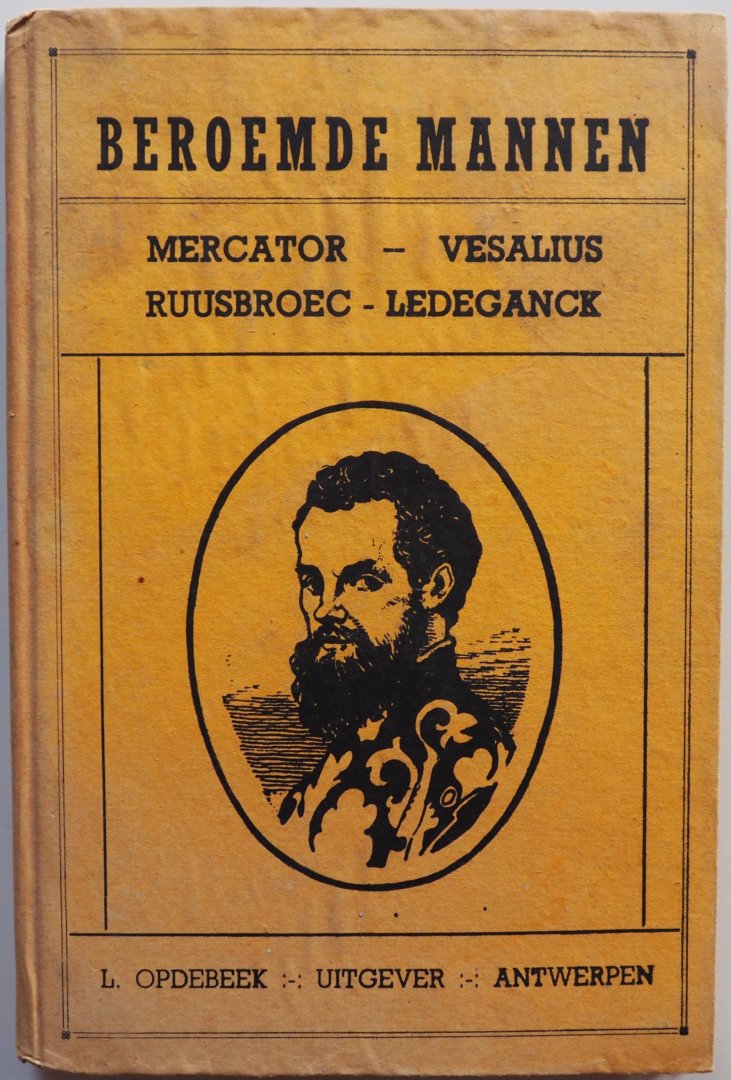 BEROEMDE MANNEN
MERCATOR – VESALIUS
RUUSBROEC - LEDEGANCK
L. OPDEBEEK :-: UITGEVER :-: ANTWERPEN